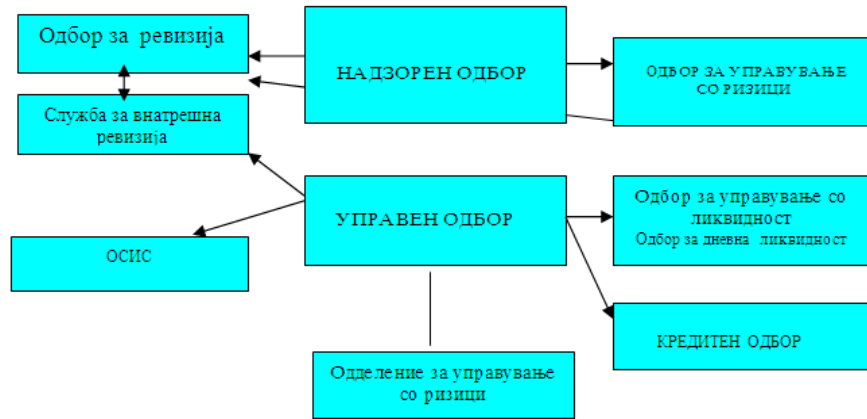 Одбор за ревизија
НАДЗОРЕН ОДБОР
ОДБОР ЗА УПРАВУВАЊЕ
СО РИЗИЦИ
Служба за внатрешна
ревизија
УПРАВЕН ОДБОР
Одбор за управување со
ликвидност
Одбор за дневна ликвидност
ОСИС
КРЕДИТЕН ОДБОР
Одделение за управување
со ризици